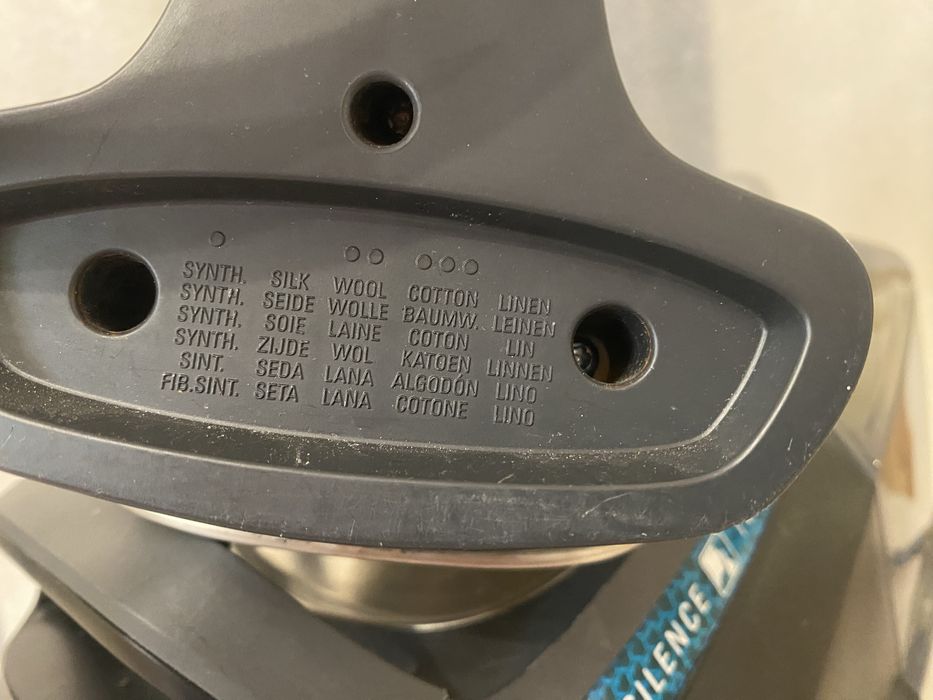 SYNTH. SILK WOOL COTTON LINEN
SYNTH. SEIDE WOLLE BAUMW. LEINEN
SYNTH. SOIE LAINE COTON LIN
SYNTH. ZIJDE WOL KATOEN LINNEN
SINT. SEDA LANA ALGODÓN LINO
FIB.SINT. SETA LANA COTONE LINO
SILENCE